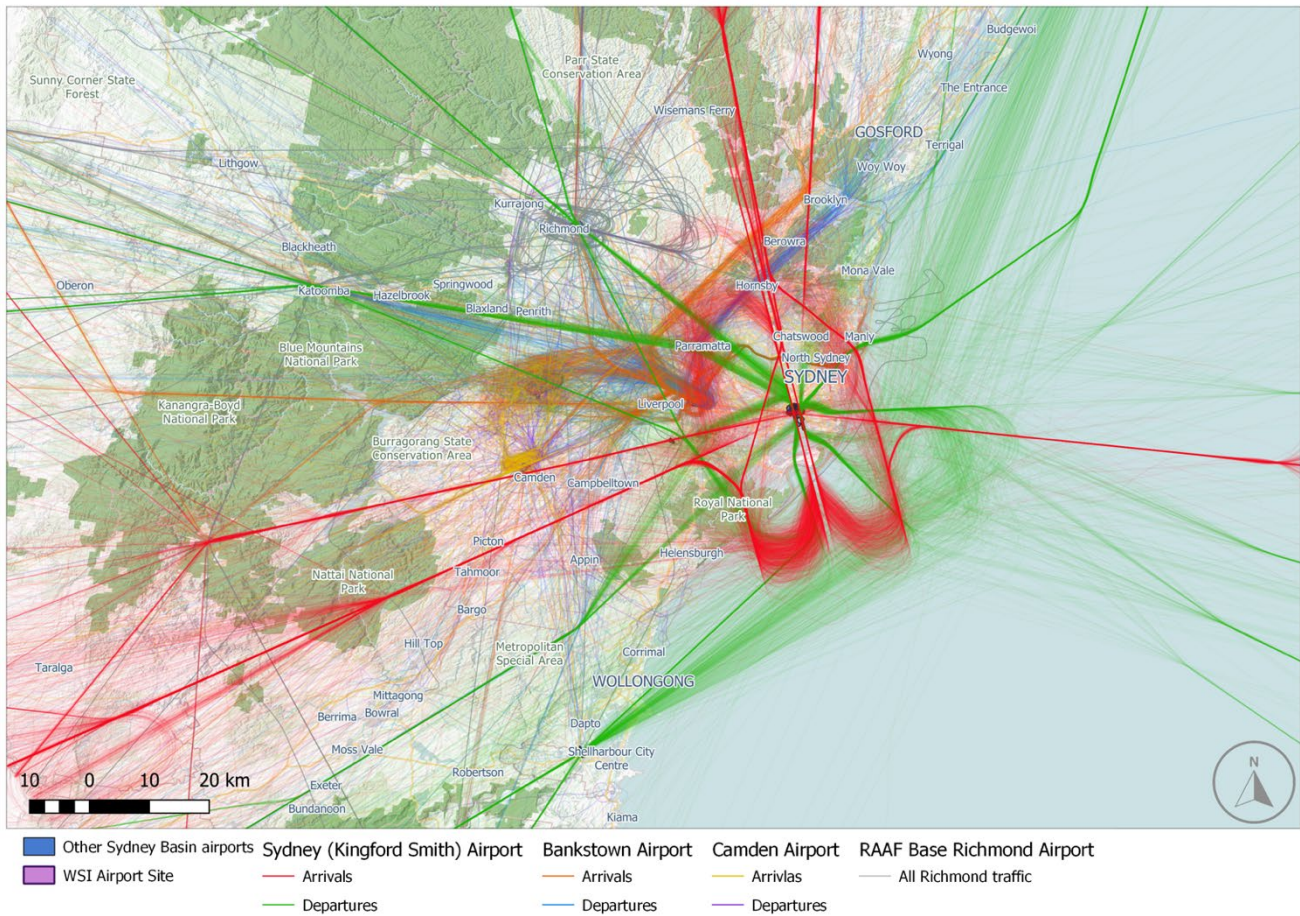 Budgewoi
Wyong
Parr State
Conservation Area
Sunny Corner State
Forest
The Entrance
Wisemans Ferry
GOSFORD
Terrigal
Lithgow
Woy Woy
Kurrajong
Brooklyn
Richmond
Blackheath
Berowra
Mona Vale
Oberon
Springwood
Hornsby
Katoomba
Hazelbrook
Blaxland
Penrith
Chatswood
Manly
Parramatta
Blue Mountains
National Park
North Sydney
SYDNEY
Kanangra-Boyd
National Park
Liverpool
Burragorang State
Conservation Area
Camden
Campbelltown
Royal National
Park
Picton
Helensburgh
Appin
Nattai National
Park
Tahmoor
Bargo
Hill Top
Metropolitan
Special Area
Corrimal
Taralga
WOLLONGONG
Mittagong
Berrima
Bowral
Dapto
Moss Vale
Shellharbour City
Centre
Robertson
Exeter
Bundanoon
Kiama
10 0 10 20 km
N
Other Sydney Basin airports
WSI Airport Site
Sydney (Kingford Smith) Airport
Arrivals
Departures
Bankstown Airport
Arrivals
Departures
Camden Airport
Arrivlas
Departures
RAAF Base Richmond Airport
All Richmond traffic